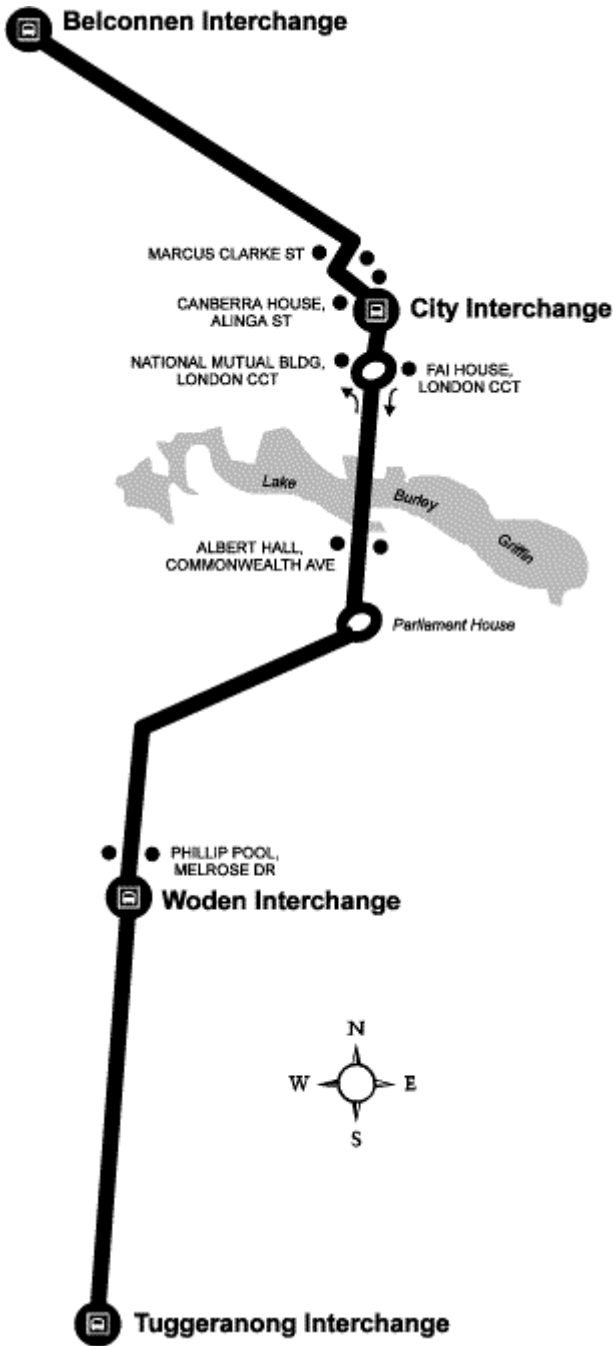 Belconnen Interchange
MARCUS CLARKE ST
CANBERRA HOUSE,
ALINGA ST
City Interchange
NATIONAL MUTUAL BLDG,
LONDON CCT
FAI HOUSE,
LONDON CCT
Lake
Burley
Griffin
ALBERT HALL,
COMMONWEALTH AVE
Parliament House
PHILLIP POOL,
MELROSE DR
Woden Interchange
N
W
E
S
Tuggeranong Interchange